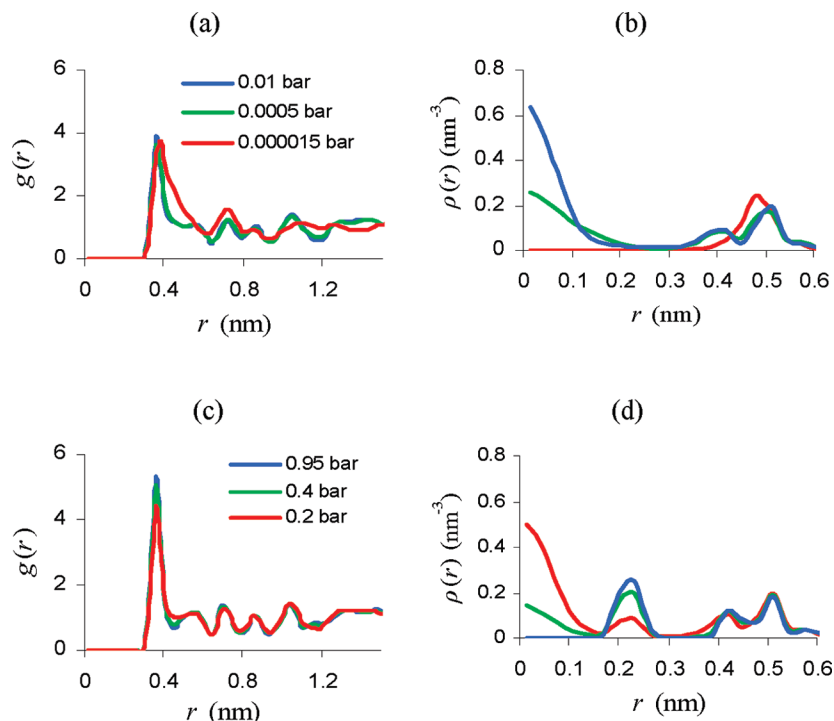 (a)
6
4
2
0
g(r)
0.01 bar
0.0005 bar
0.000015 bar
0 0.4 0.8 1.2
r (nm)
(b)
0.8
0.6
0.4
0.2
0
ρ(r) (nm⁻³)
0 0.1 0.2 0.3 0.4 0.5 0.6
r (nm)
(c)
6
4
2
0
g(r)
0.95 bar
0.4 bar
0.2 bar
0 0.4 0.8 1.2
r (nm)
(d)
0.8
0.6
0.4
0.2
0
ρ(r) (nm⁻³)
0 0.1 0.2 0.3 0.4 0.5 0.6
r (nm)